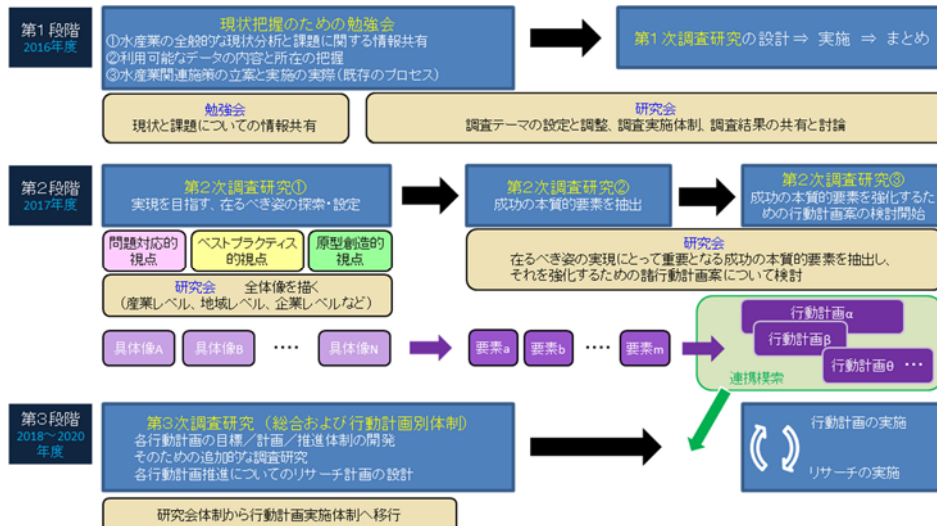 第1段階
2016年度
現状把握のための勉強会
①水産業の全般的な現状分析と課題に関する情報共有
②利用可能なデータの内容と所在の把握
③水産業関連施策の立案と実施の実際(既存のプロセス)
第1次調査研究の設計⇒ 実施 ⇒ まとめ
勉強会
現状と課題についての情報共有
研究会
調査テーマの設定と調整、調査実施体制、調査結果の共有と討論
第2段階
2017年度
第2次調査研究①
実現を目指す、在るべき姿の探索・設定
第2次調査研究②
成功の本質的要素を抽出
第2次調査研究③
成功の本質的要素を強化するた
めの行動計画案の検討開始
問題対応的
視点
ベストプラクティス
的視点
原型創造的
視点
研究会 全体像を描く
(産業レベル、地域レベル、企業レベルなど)
研究会
在るべき姿の実現にとって重要となる成功の本質的要素を抽出し、
それを強化するための諸行動計画案について検討
具体像A
具体像B
‥‥
具体像N
要素a
要素b
‥‥
要素m
行動計画α
行動計画β
行動計画θ ‥・
連携模索
第3段階
2018～2020
年度
第3次調査研究 (総合および行動計画別体制)
各行動計画の目標/計画/推進体制の開発
そのための追加的な調査研究
各行動計画推進についてのリサーチ計画の設計
行動計画の実施
リサーチの実施
研究会体制から行動計画実施体制へ移行